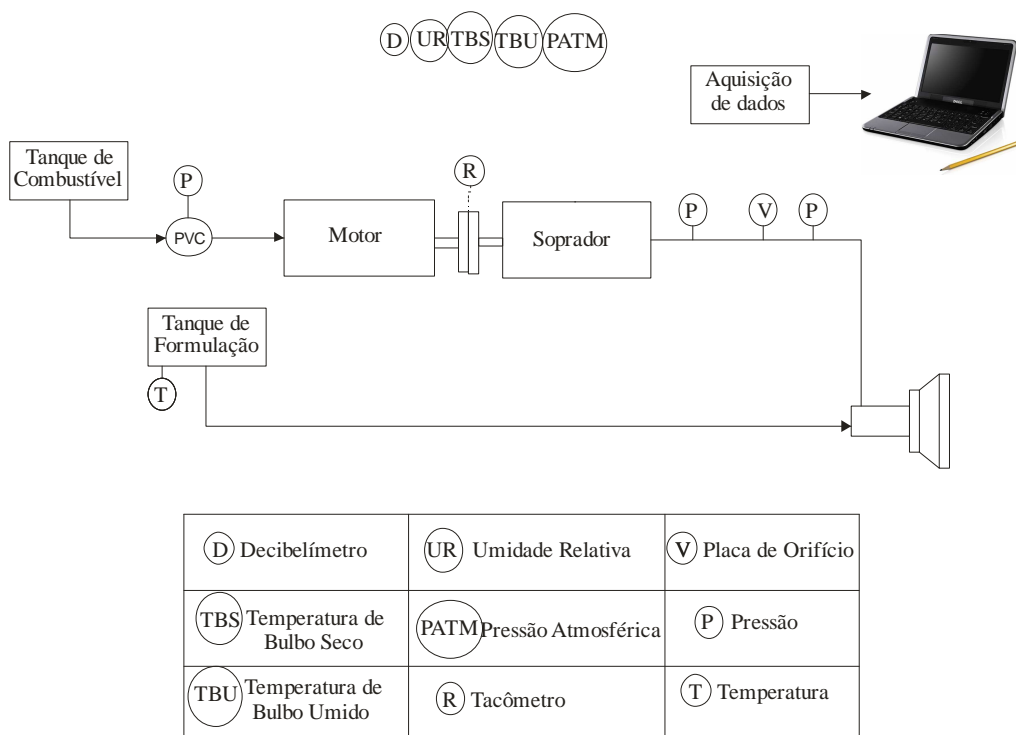 D UR TBS TBU PATM
Aquisição
de dados
Tanque de
Combustível
P
PVC
Motor
R
Soprador
P V P
Tanque de
Formulação
T
D Decibelímetro
UR Umidade Relativa
V Placa de Orifício
TBS Temperatura de
Bulbo Seco
PATM Pressão Atmosférica
P Pressão
TBU Temperatura de
Bulbo Umido
R Tacômetro
T Temperatura